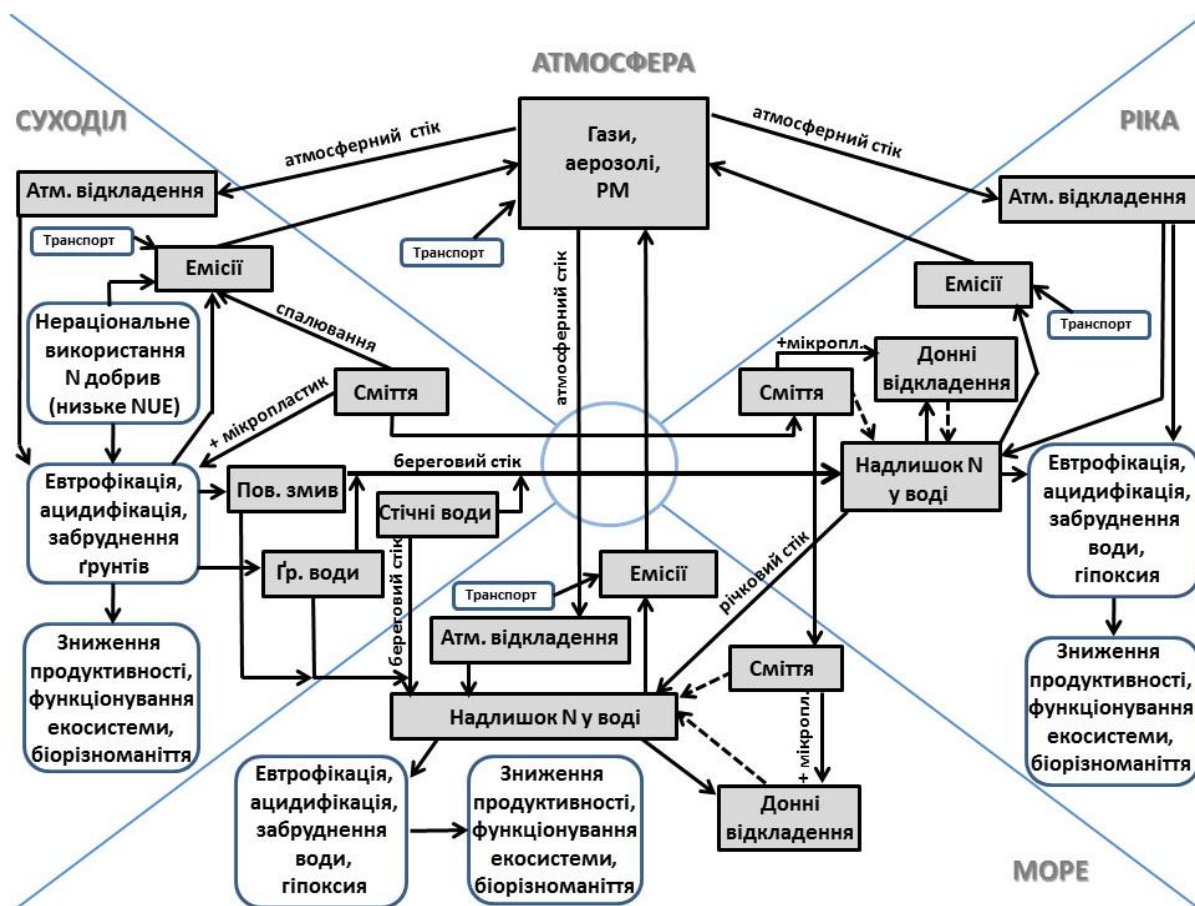 АТМОСФЕРА
СУХОДІЛ
РІКА
Гази,
аерозолі,
РМ
атмосферний стік
атмосферний стік
Атм. відкладення
Атм. відкладення
Транспорт
Емісії
Транспорт
атмосферний стік
Емісії
Транспорт
Нераціональне
використання
N добрив
(низьке NUE)
спалювання
Сміття
+ мікропластик
+мікропл.
Сміття
Донні
відкладення
Евтрофікація,
ацидифікація,
забруднення
ґрунтів
Пов. змив
береговий стік
Стічні води
Надлишок N
у воді
Евтрофікація,
ацидифікація,
забруднення
води,
гіпоксия
Ґр. води
береговий стік
Транспорт
Емісії
річковий стік
Атм. відкладення
Сміття
Зниження
продуктивності,
функціонування
екосистеми,
біорізноманіття
Зниження
продуктивності,
функціонування
екосистеми,
біорізноманіття
Надлишок N у воді
+ мікропл.
Евтрофікація,
ацидифікація,
забруднення
води,
гіпоксия
Зниження
продуктивності,
функціонування
екосистеми,
біорізноманіття
Донні
відкладення
МОРЕ